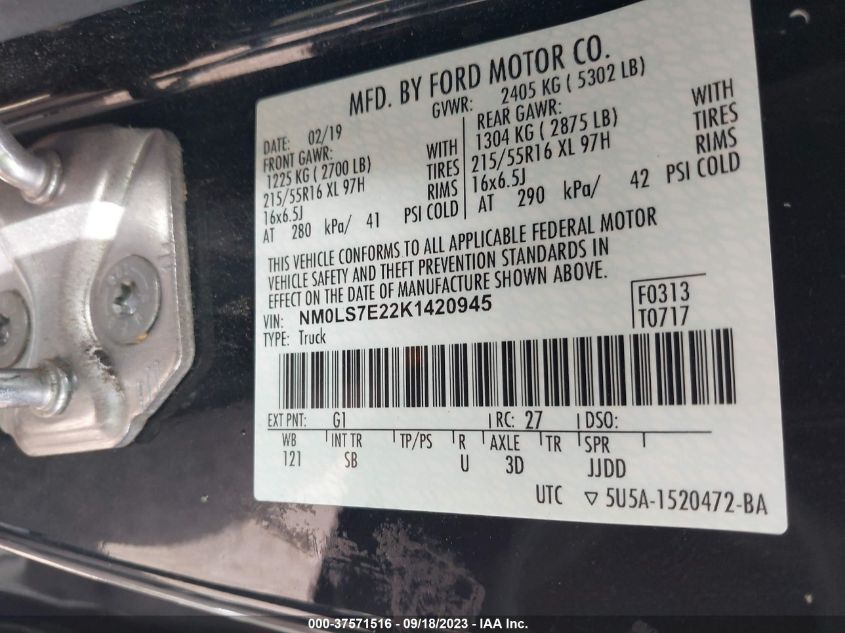 MFD. BY FORD MOTOR CO.
DATE: 02/19 GVWR: 2405 KG ( 5302 LB)
FRONT GAWR: REAR GAWR:
1225 KG ( 2700 LB) WITH 1304 KG ( 2875 LB) WITH
215/55R16 XL 97H TIRES 215/55R16 XL 97H TIRES
16x6.5J RIMS 16x6.5J RIMS
AT 280 kPa/ 41 PSI COLD AT 290 kPa/ 42 PSI COLD
THIS VEHICLE CONFORMS TO ALL APPLICABLE FEDERAL MOTOR
VEHICLE SAFETY AND THEFT PREVENTION STANDARDS IN
EFFECT ON THE DATE OF MANUFACTURE SHOWN ABOVE.
VIN: NM0LS7E22K1420945 F0313
TYPE: Truck T0717
EXT PNT: G1 RC: 27 DSO:
WB INT TR TP/PS R AXLE TR SPR
121 SB U 3D JJDD
UTC ▽ 5U5A-1520472-BA
000-37571516 - 09/18/2023 - IAA Inc.